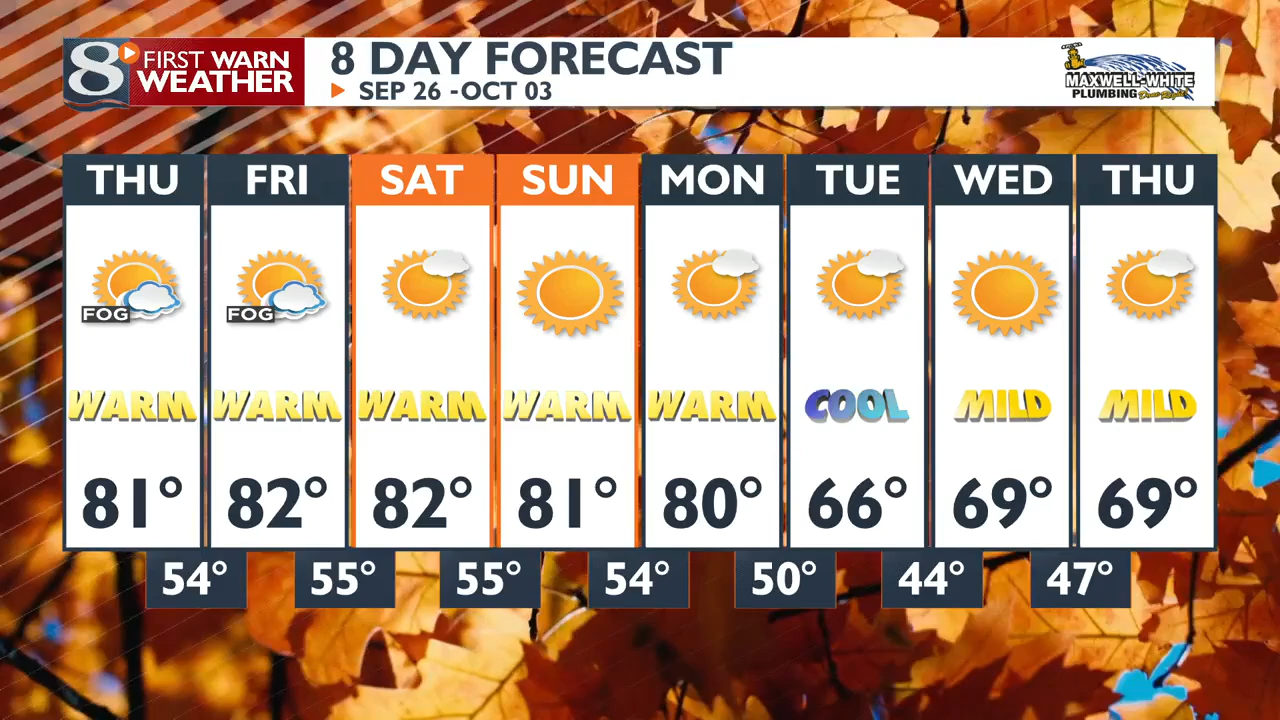 8 FIRST WARN WEATHER
8 DAY FORECAST
SEP 26 -OCT 03
MAXWELL-WHITE
PLUMBING Done Right!
THU FRI SAT SUN MON TUE WED THU
FOG FOG
WARM WARM WARM WARM WARM COOL MILD MILD
81° 82° 82° 81° 80° 66° 69° 69°
54° 55° 55° 54° 50° 44° 47°